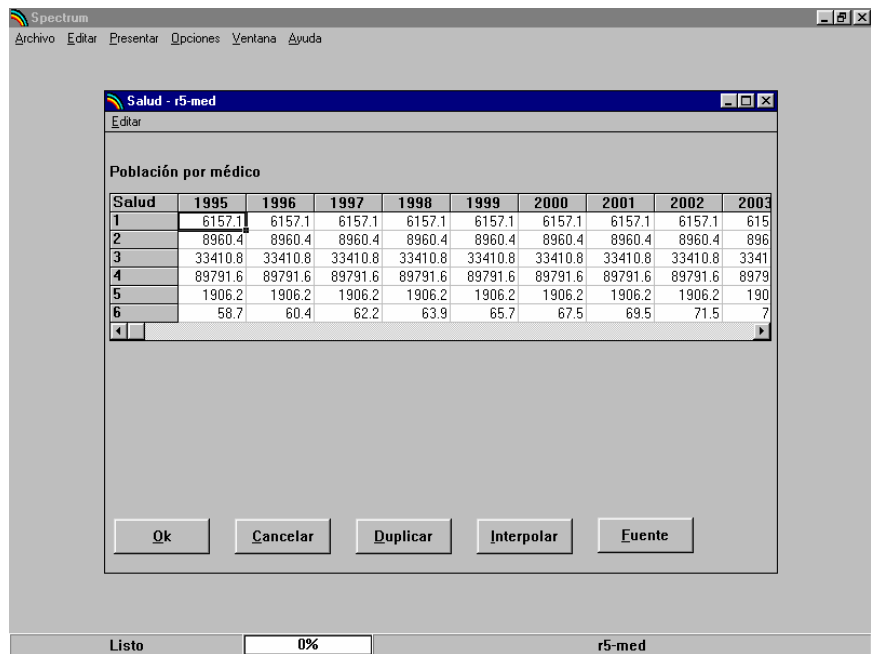 Spectrum
Archivo Editar Presentar Opciones Ventana Ayuda
Salud - r5-med
Editar
Población por médico
Salud 1995 1996 1997 1998 1999 2000 2001 2002 2003
1 6157.1 6157.1 6157.1 6157.1 6157.1 6157.1 6157.1 6157.1 615
2 8960.4 8960.4 8960.4 8960.4 8960.4 8960.4 8960.4 8960.4 896
3 33410.8 33410.8 33410.8 33410.8 33410.8 33410.8 33410.8 33410.8 3341
4 89791.6 89791.6 89791.6 89791.6 89791.6 89791.6 89791.6 89791.6 8979
5 1906.2 1906.2 1906.2 1906.2 1906.2 1906.2 1906.2 1906.2 190
6 58.7 60.4 62.2 63.9 65.7 67.5 69.5 71.5 7
Ok Cancelar Duplicar Interpolar Fuente
Listo 0% r5-med